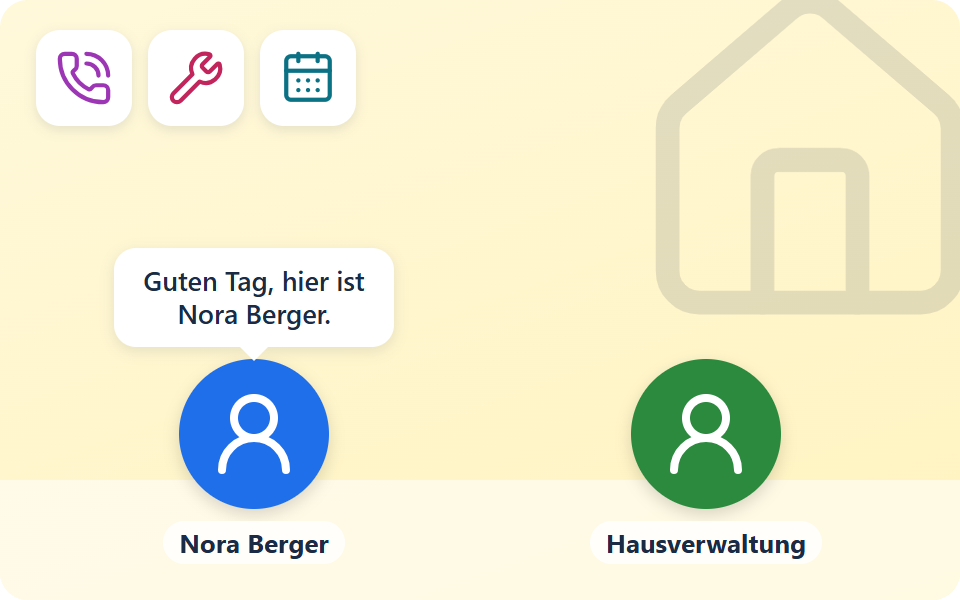 Guten Tag, hier ist
Nora Berger.
Nora Berger
Hausverwaltung